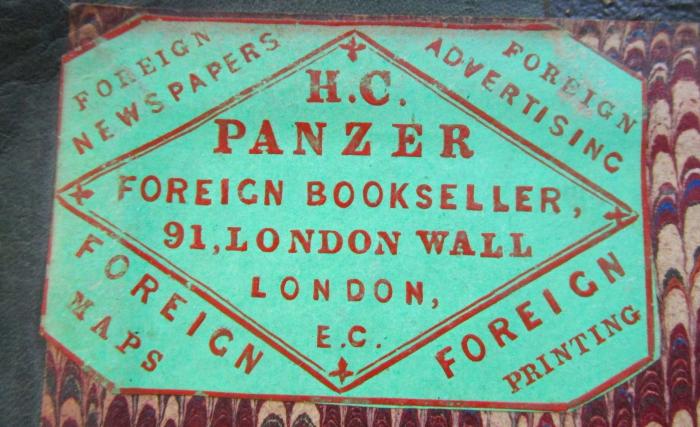 FOREIGN
NEWSPAPERS
FOREIGN
ADVERTISING
H.C.
PANZER
FOREIGN BOOKSELLER,
91, LONDON WALL
LONDON,
E.C.
FOREIGN
MAPS
FOREIGN
PRINTING